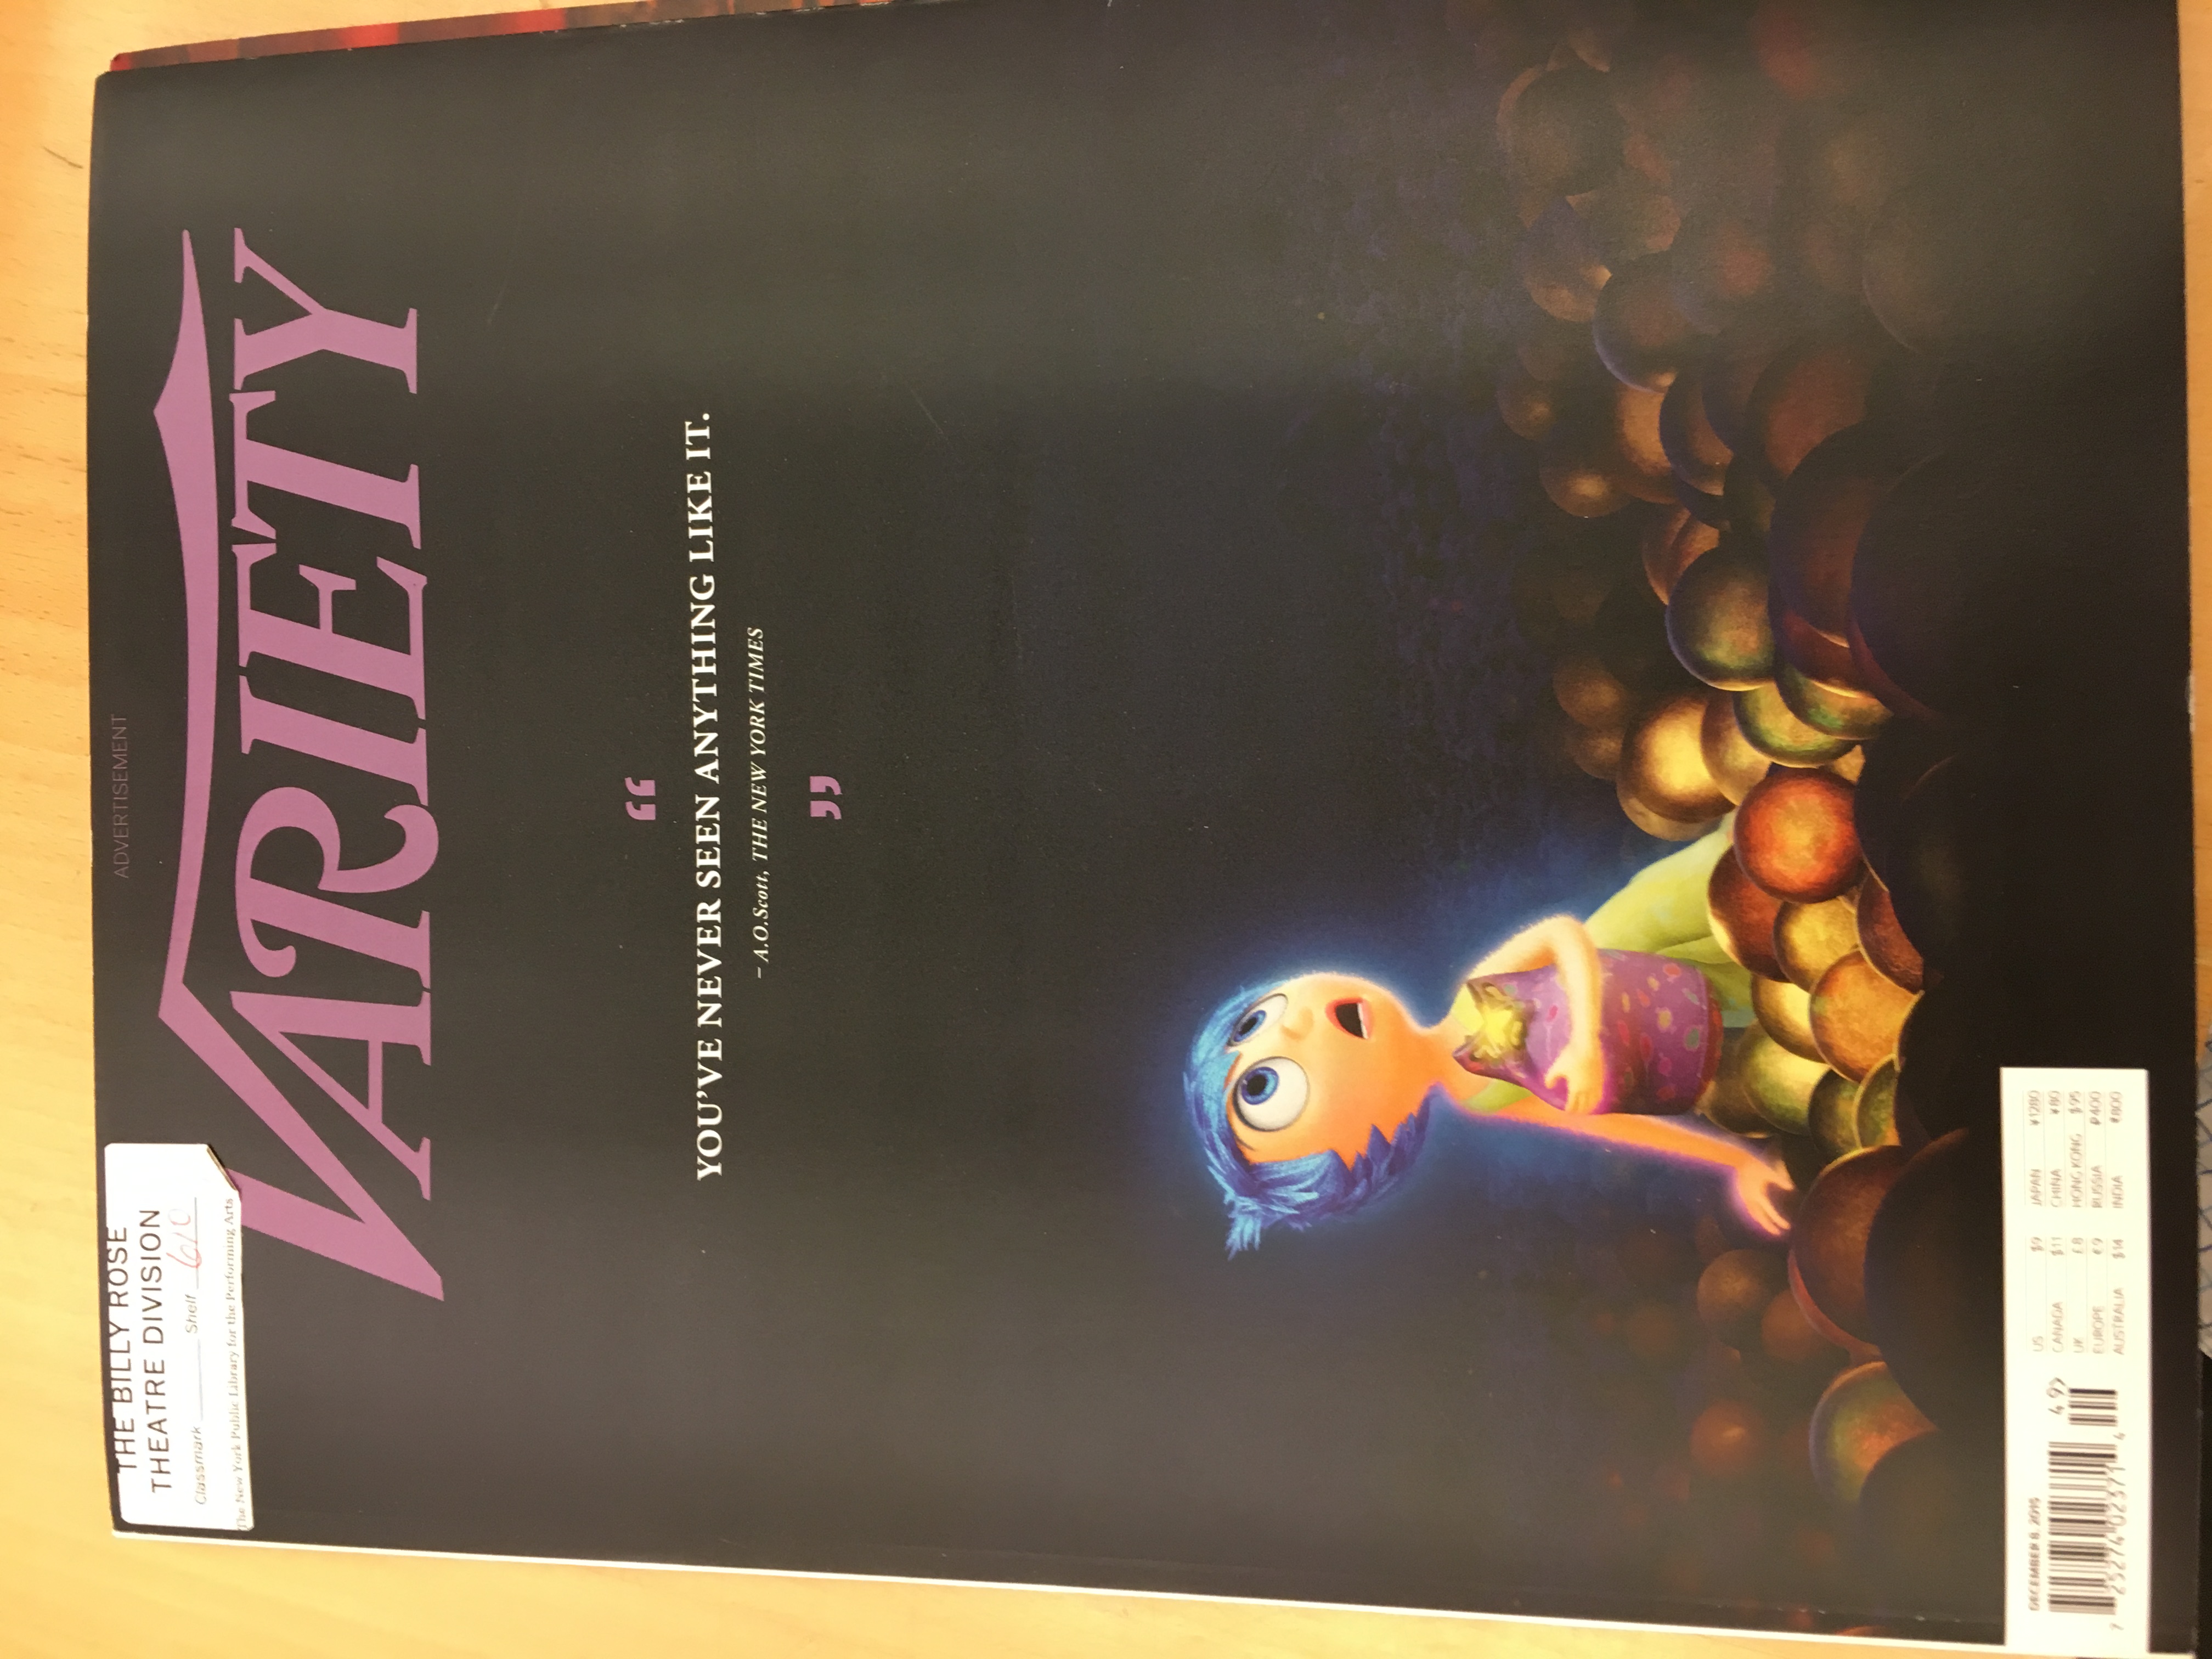 THE BILLY ROSE
THEATRE DIVISION
Classmark Shelf 610
The New York Public Library for the Performing Arts
ADVERTISEMENT
VARIETY
“
YOU’VE NEVER SEEN ANYTHING LIKE IT.
– A.O.Scott, THE NEW YORK TIMES
”
DECEMBER 8, 2015
49>
7 25274 02371 4
US $9
CANADA $11
UK £8
EUROPE €9
AUSTRALIA $14
JAPAN ¥1280
CHINA ¥80
HONG KONG $95
RUSSIA ₽400
INDIA ₹800